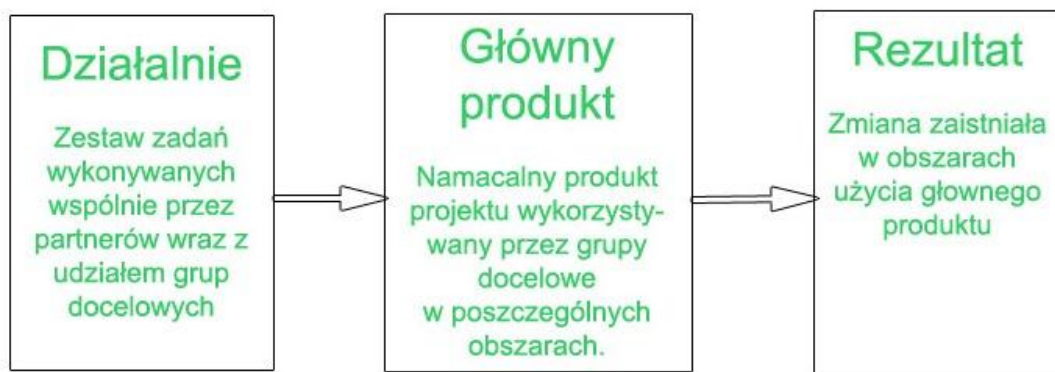 Działalnie
Zestaw zadań
wykonywanych
wspólnie przez
partnerów wraz z
udziałem grup
docelowych
Główny
produkt
Namacalny produkt
projektu wykorzysty-
wany przez grupy
docelowe
w poszczególnych
obszarach.
Rezultat
Zmiana zaistniała
w obszarach
użycia głownego
produktu